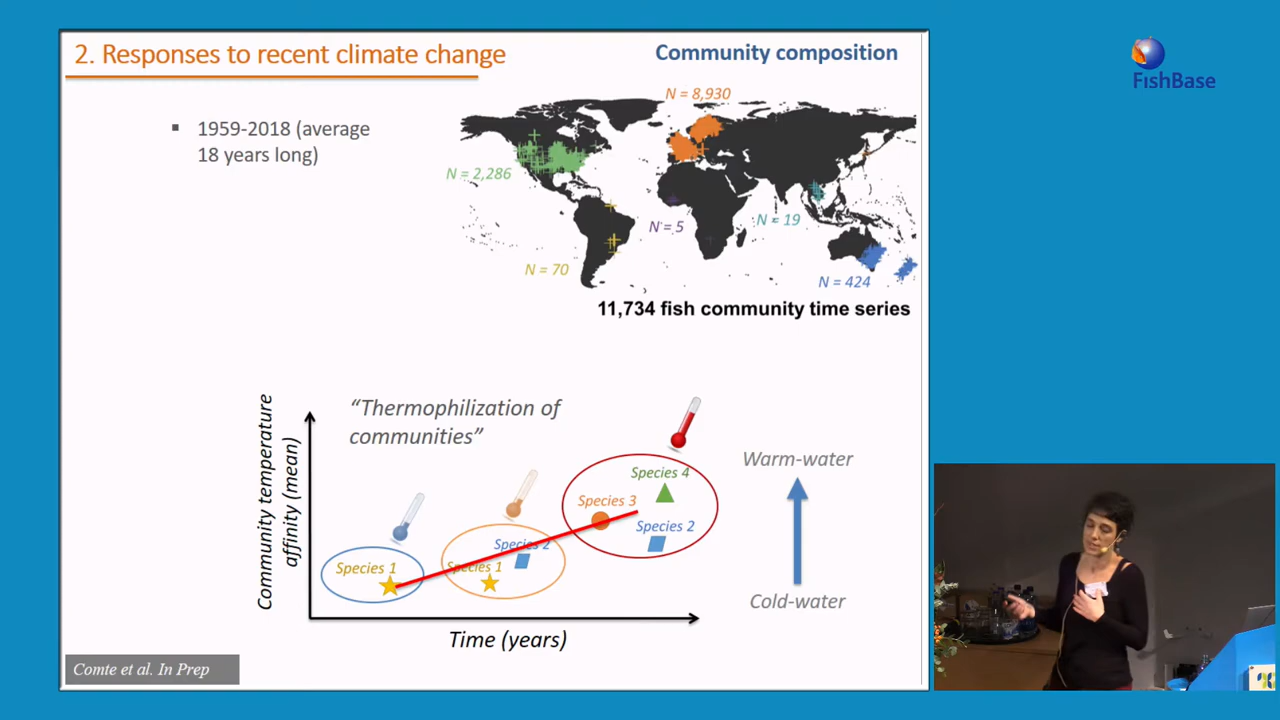 2. Responses to recent climate change
Community composition
FishBase
▪ 1959-2018 (average
18 years long)
N = 8,930
N = 2,286
N = 5
N = 19
N = 70
N = 424
11,734 fish community time series
Community temperature
affinity (mean)
“Thermophilization of
communities”
Species 1
Species 1
Species 2
Species 3
Species 4
Species 2
Warm-water
Cold-water
Time (years)
Comte et al. In Prep